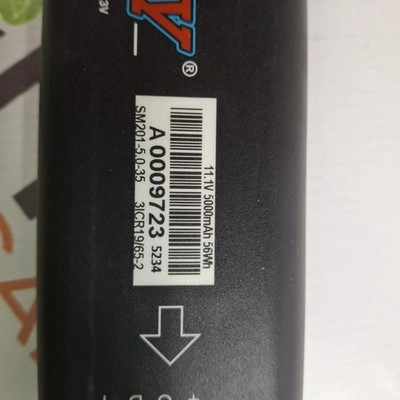 11.1V 5000mAh 56Wh
A 0009723 5234
SM201-5.0-35 3ICR19/65-2
®